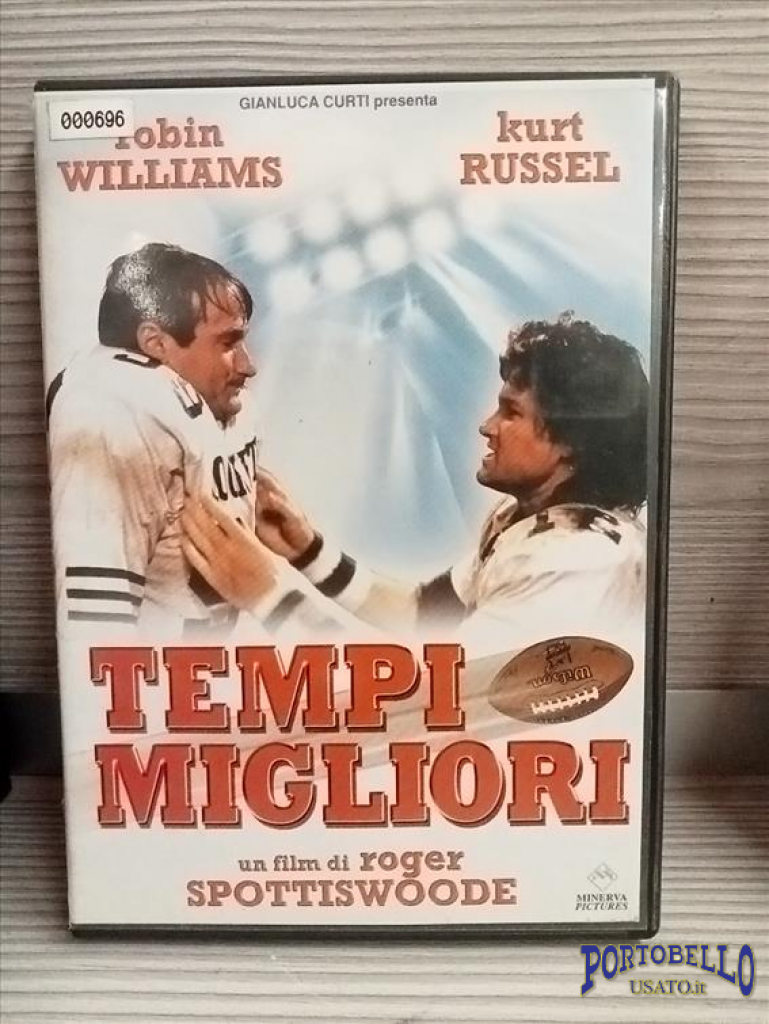 GIANLUCA CURTI presenta
000696
robin
WILLIAMS
kurt
RUSSEL
TEMPI
Wilson
MIGLIORI
un film di roger
SPOTTISWOODE
MINERVA
PICTURES
PORTOBELLO
USATO.it